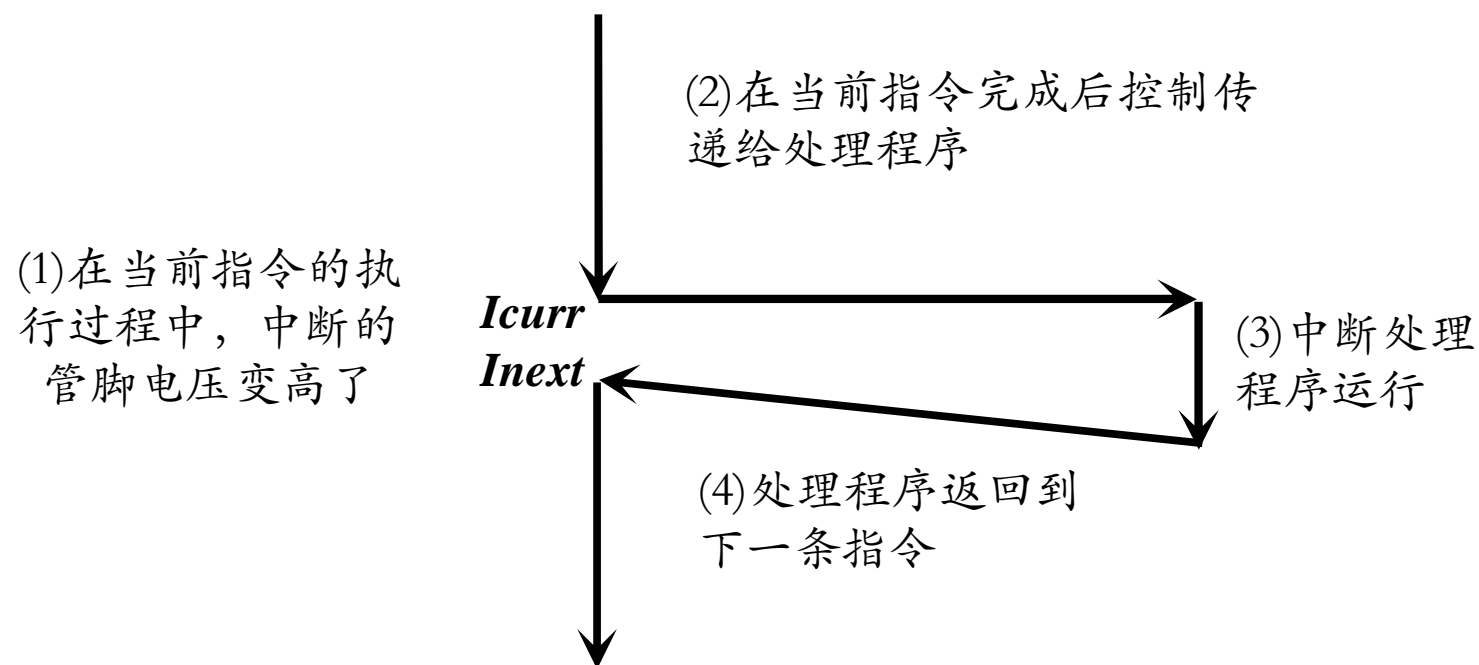 (2)在当前指令完成后控制传
递给处理程序
(1)在当前指令的执
行过程中，中断的
管脚电压变高了
Icurr
Inext
(3)中断处理
程序运行
(4)处理程序返回到
下一条指令